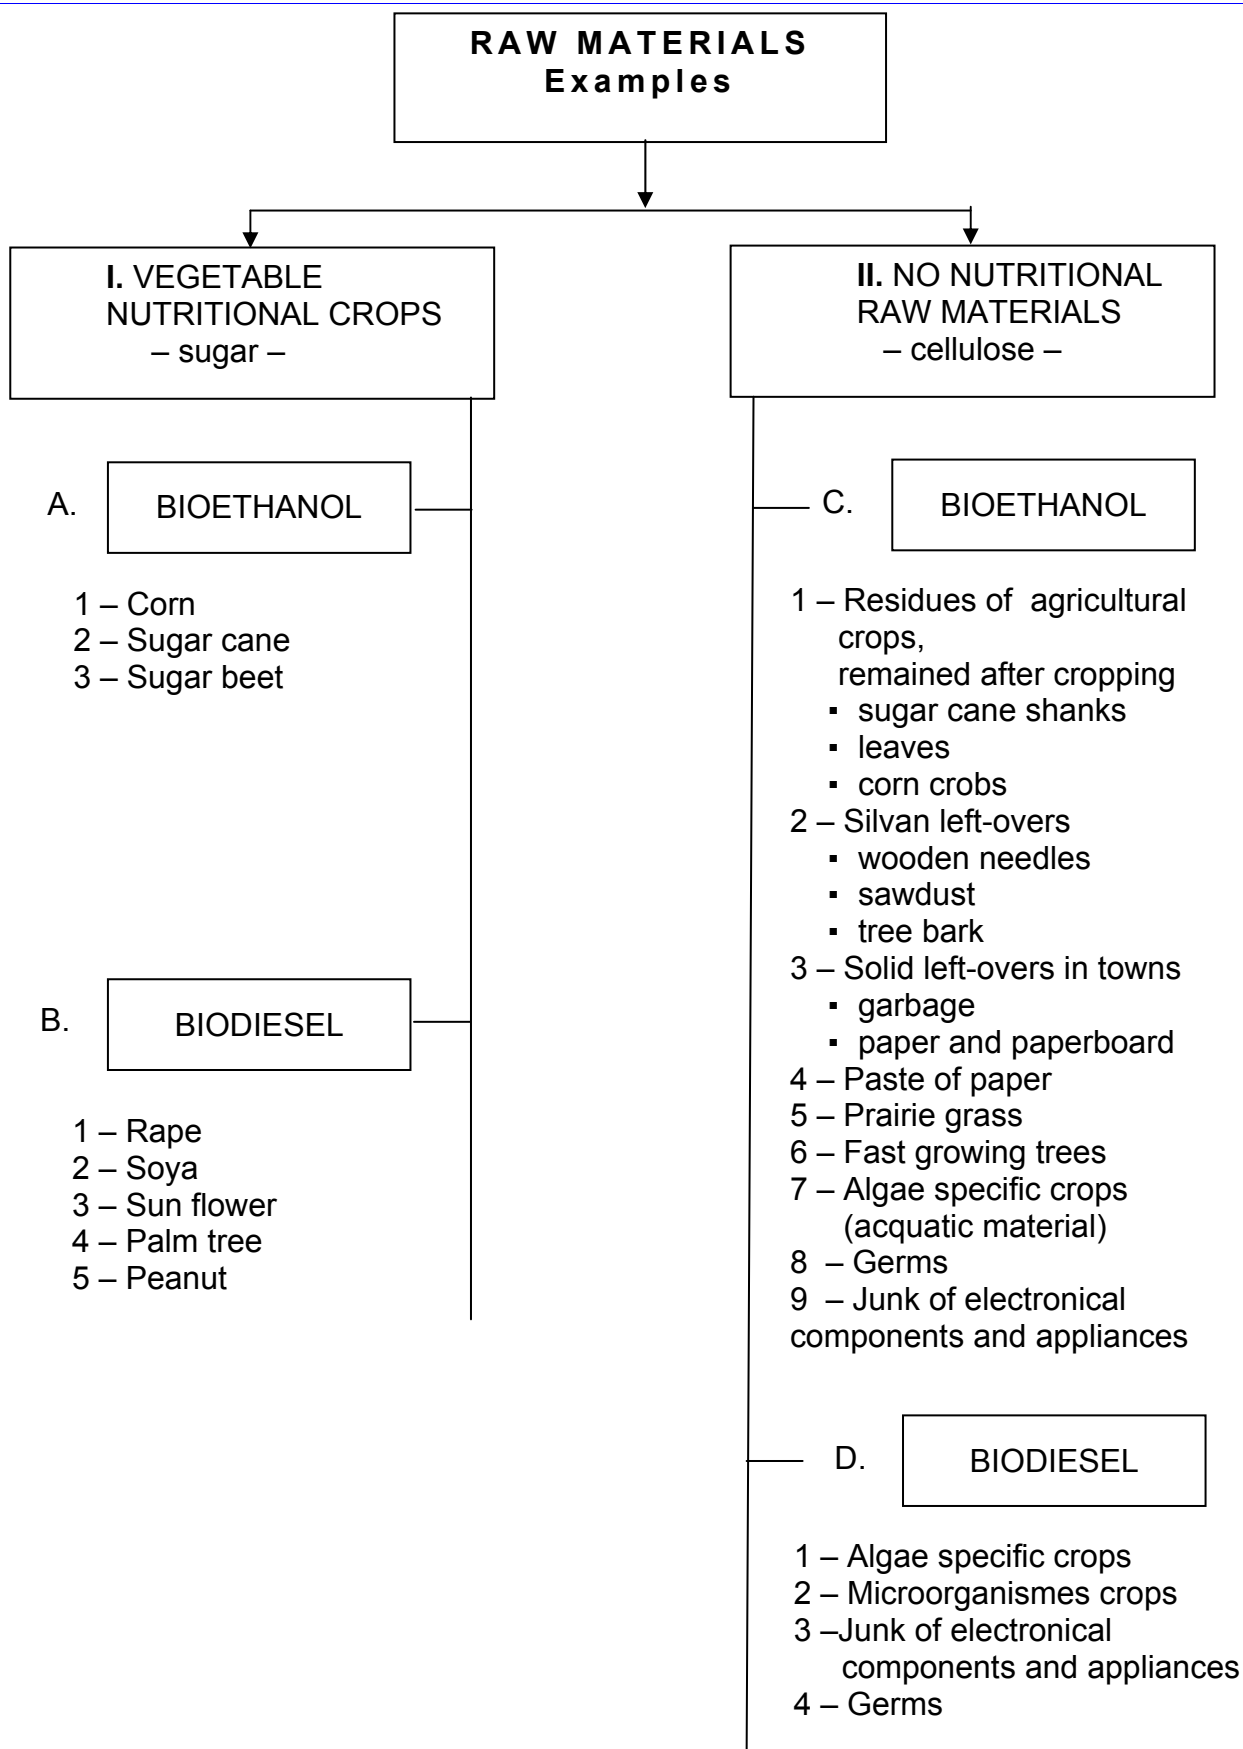 RAW MATERIALS
Examples
I. VEGETABLE
NUTRITIONAL CROPS
– sugar –
A.
BIOETHANOL
1 – Corn
2 – Sugar cane
3 – Sugar beet
B.
BIODIESEL
1 – Rape
2 – Soya
3 – Sun flower
4 – Palm tree
5 – Peanut
II. NO NUTRITIONAL
RAW MATERIALS
– cellulose –
C.
BIOETHANOL
1 – Residues of agricultural
crops,
remained after cropping
▪ sugar cane shanks
▪ leaves
▪ corn crobs
2 – Silvan left-overs
▪ wooden needles
▪ sawdust
▪ tree bark
3 – Solid left-overs in towns
▪ garbage
▪ paper and paperboard
4 – Paste of paper
5 – Prairie grass
6 – Fast growing trees
7 – Algae specific crops
(acquatic material)
8 – Germs
9 – Junk of electronical
components and appliances
D.
BIODIESEL
1 – Algae specific crops
2 – Microorganismes crops
3 –Junk of electronical
components and appliances
4 – Germs